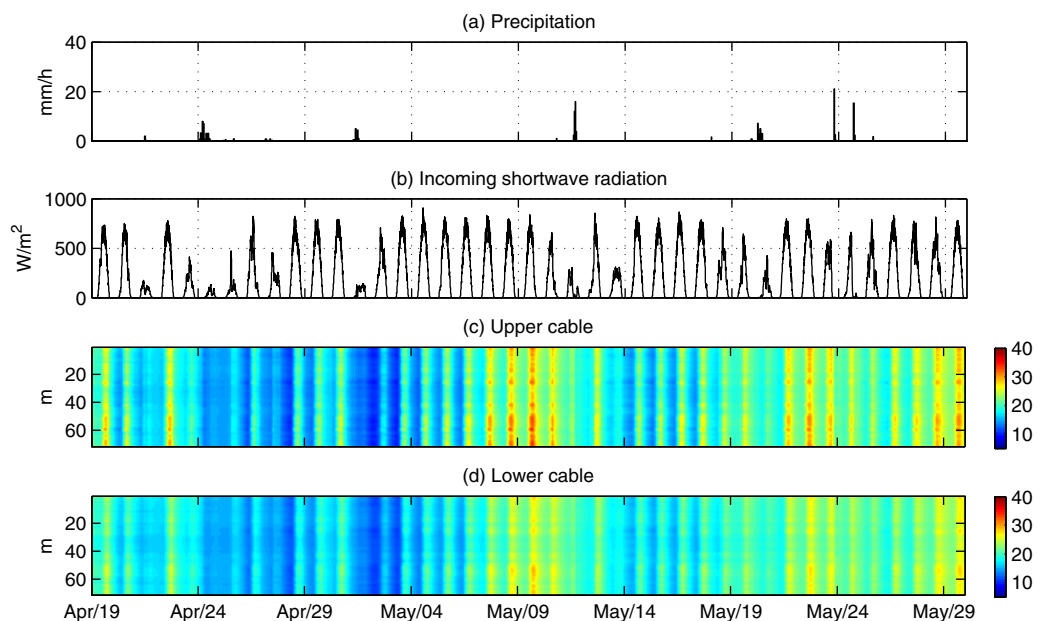 (a) Precipitation
40
20
0
mm/h
(b) Incoming shortwave radiation
1000
500
0
W/m²
(c) Upper cable
20
40
60
m
40
30
20
10
(d) Lower cable
20
40
60
m
40
30
20
10
Apr/19 Apr/24 Apr/29 May/04 May/09 May/14 May/19 May/24 May/29